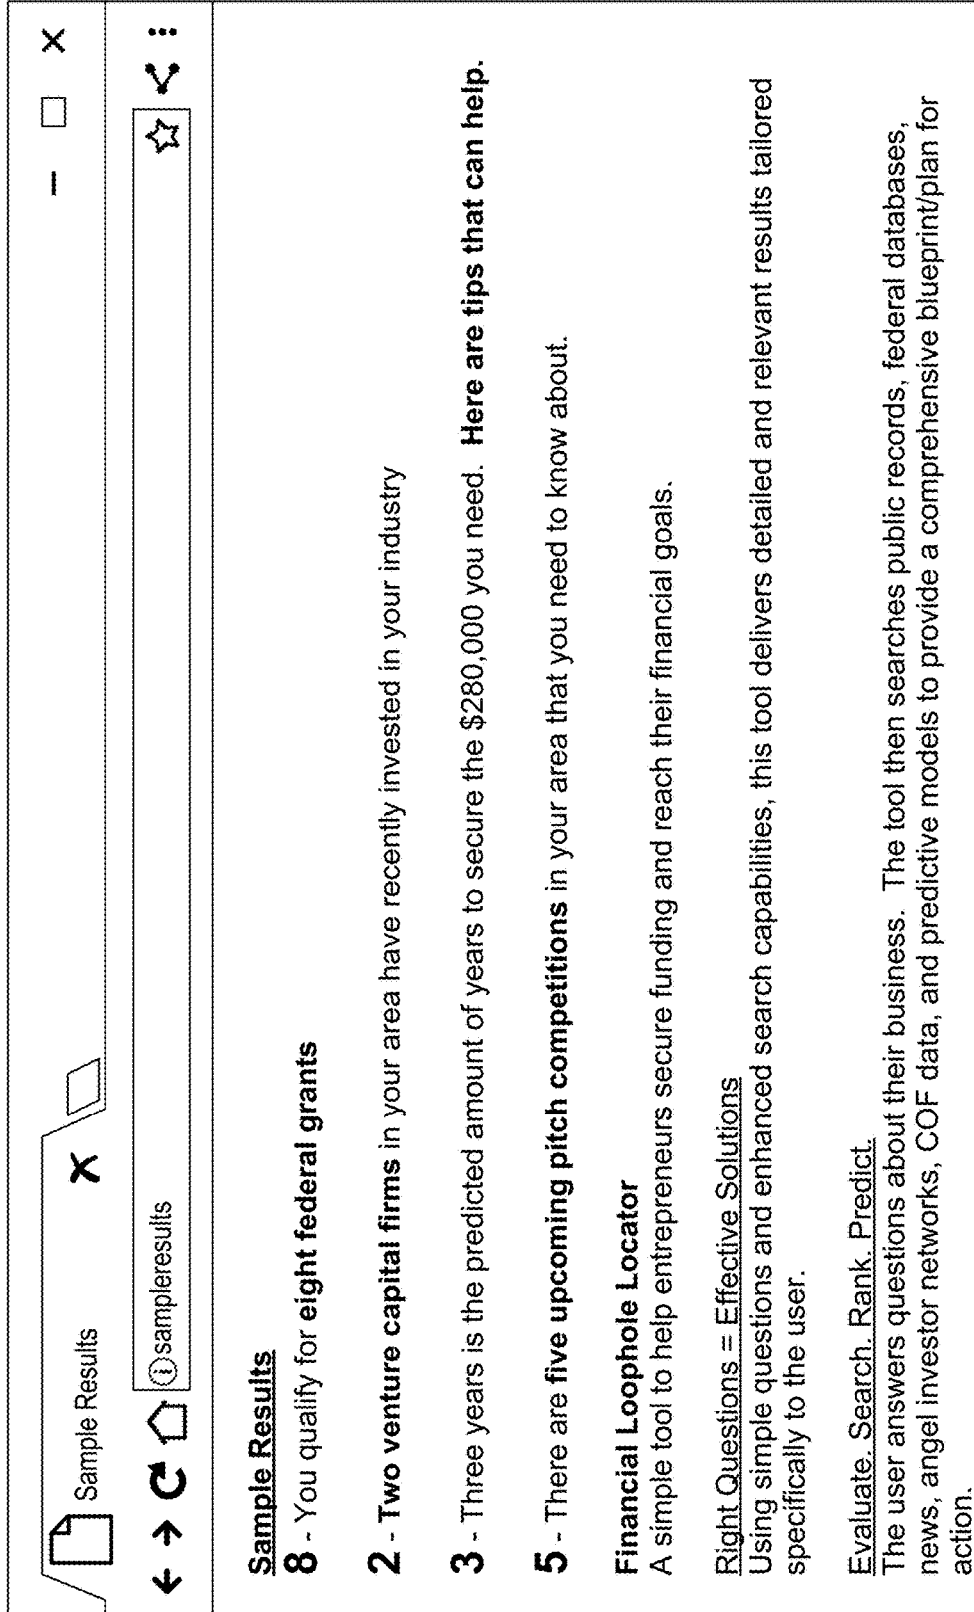 Sample Results
sampleresults
Sample Results
8 - You qualify for eight federal grants
2 - Two venture capital firms in your area have recently invested in your industry
3 - Three years is the predicted amount of years to secure the $280,000 you need.  Here are tips that can help.
5 - There are five upcoming pitch competitions in your area that you need to know about.
Financial Loophole Locator
A simple tool to help entrepreneurs secure funding and reach their financial goals.
Right Questions = Effective Solutions
Using simple questions and enhanced search capabilities, this tool delivers detailed and relevant results tailored
specifically to the user.
Evaluate. Search. Rank. Predict.
The user answers questions about their business.  The tool then searches public records, federal databases,
news, angel investor networks, COF data, and predictive models to provide a comprehensive blueprint/plan for
action.